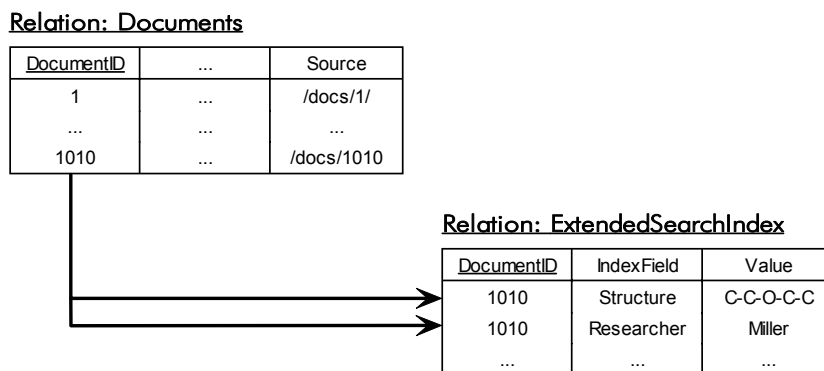 Relation: Documents
DocumentID ... Source
1 ... /docs/1/
... ... ...
1010 ... /docs/1010
Relation: ExtendedSearchIndex
DocumentID IndexField Value
1010 Structure C-C-O-C-C
1010 Researcher Miller
... ... ...